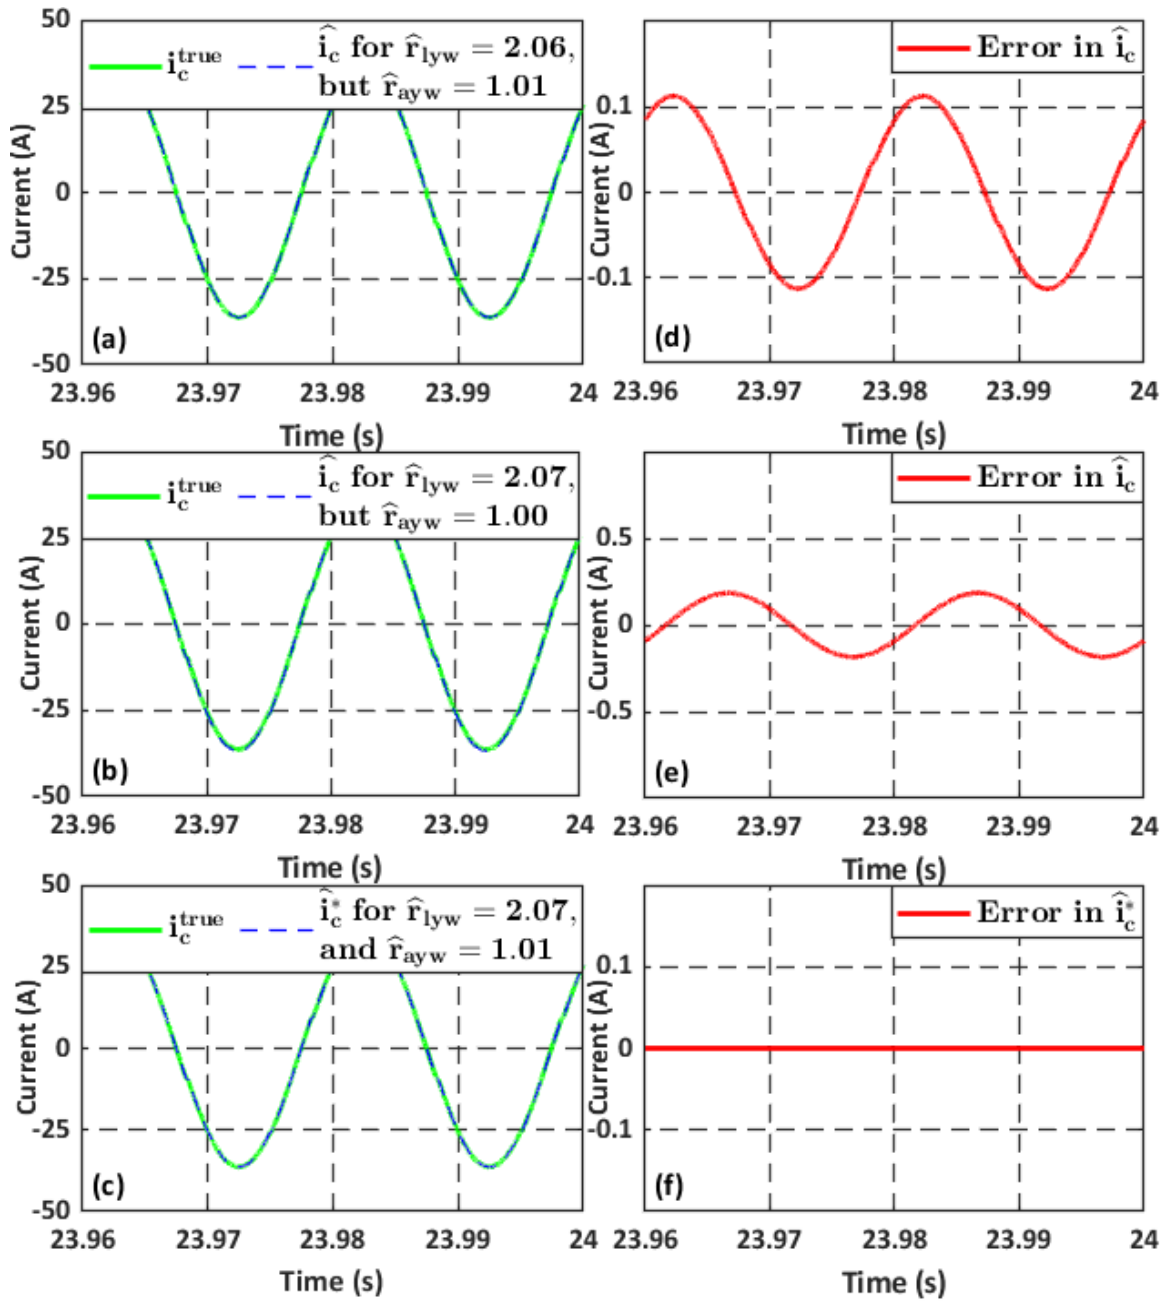 50
25
0
-25
-50
Current (A)
i_c^true
î_c for r̂_lyw = 2.06,
but r̂_ayw = 1.01
(a)
23.96 23.97 23.98 23.99 24
Time (s)
0.1
0
-0.1
Current (A)
Error in î_c
(d)
23.96 23.97 23.98 23.99 24
Time (s)
50
25
0
-25
-50
Current (A)
i_c^true
î_c for r̂_lyw = 2.07,
but r̂_ayw = 1.00
(b)
23.96 23.97 23.98 23.99 24
Time (s)
0.5
0
-0.5
Current (A)
Error in î_c
(e)
23.96 23.97 23.98 23.99 24
Time (s)
50
25
0
-25
-50
Current (A)
i_c^true
î_c^* for r̂_lyw = 2.07,
and r̂_ayw = 1.01
(c)
23.96 23.97 23.98 23.99 24
Time (s)
0.1
0
-0.1
Current (A)
Error in î_c^*
(f)
23.96 23.97 23.98 23.99 24
Time (s)